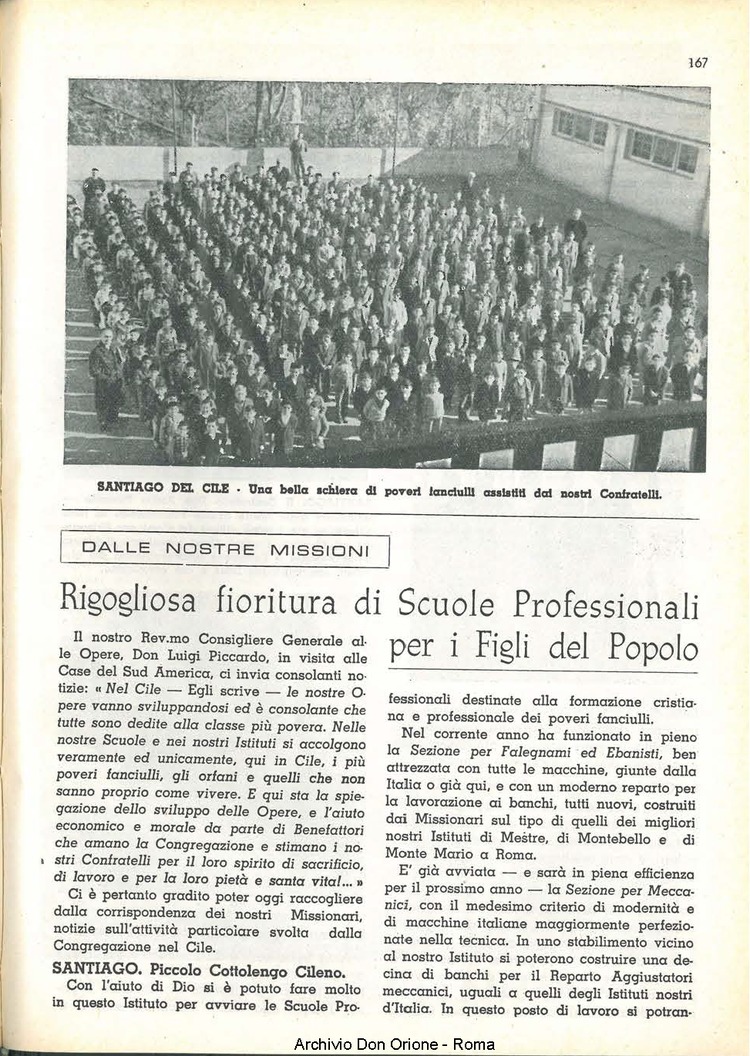 167
SANTIAGO DEL CILE - Una bella schiera di poveri fanciulli assistiti dai nostri Confratelli.
DALLE NOSTRE MISSIONI
Rigogliosa fioritura di Scuole Professionali
per i Figli del Popolo
Il nostro Rev.mo Consigliere Generale al-
le Opere, Don Luigi Piccardo, in visita alle
Case del Sud America, ci invia consolanti no-
tizie: « Nel Cile — Egli scrive — le nostre O-
pere vanno sviluppandosi ed è consolante che
tutte sono dedite alla classe più povera. Nelle
nostre Scuole e nei nostri Istituti si accolgono
veramente ed unicamente, qui in Cile, i più
poveri fanciulli, gli orfani e quelli che non
sanno proprio come vivere. E qui sta la spie-
gazione dello sviluppo delle Opere, e l'aiuto
economico e morale da parte di Benefattori
che amano la Congregazione e stimano i no-
stri Confratelli per il loro spirito di sacrificio,
di lavoro e per la loro pietà e santa vita!... »
Ci è pertanto gradito poter oggi raccogliere
dalla corrispondenza dei nostri Missionari,
notizie sull'attività particolare svolta dalla
Congregazione nel Cile.
SANTIAGO. Piccolo Cottolengo Cileno.
Con l'aiuto di Dio si è potuto fare molto
in questo Istituto per avviare le Scuole Pro-
fessionali destinate alla formazione cristia-
na e professionale dei poveri fanciulli.
Nel corrente anno ha funzionato in pieno
la Sezione per Falegnami ed Ebanisti, ben
attrezzata con tutte le macchine, giunte dalla
Italia o già qui, e con un moderno reparto per
la lavorazione ai banchi, tutti nuovi, costruiti
dai Missionari sul tipo di quelli dei migliori
nostri Istituti di Mestre, di Montebello e di
Monte Mario a Roma.
E' già avviata — e sarà in piena efficienza
per il prossimo anno — la Sezione per Mecca-
nici, con il medesimo criterio di modernità e
di macchine italiane maggiormente perfezio-
nate nella tecnica. In uno stabilimento vicino
al nostro Istituto si poterono costruire una de-
cina di banchi per il Reparto Aggiustatori
meccanici, uguali a quelli degli Istituti nostri
d'Italia. In questo posto di lavoro si potran-
Archivio Don Orione - Roma